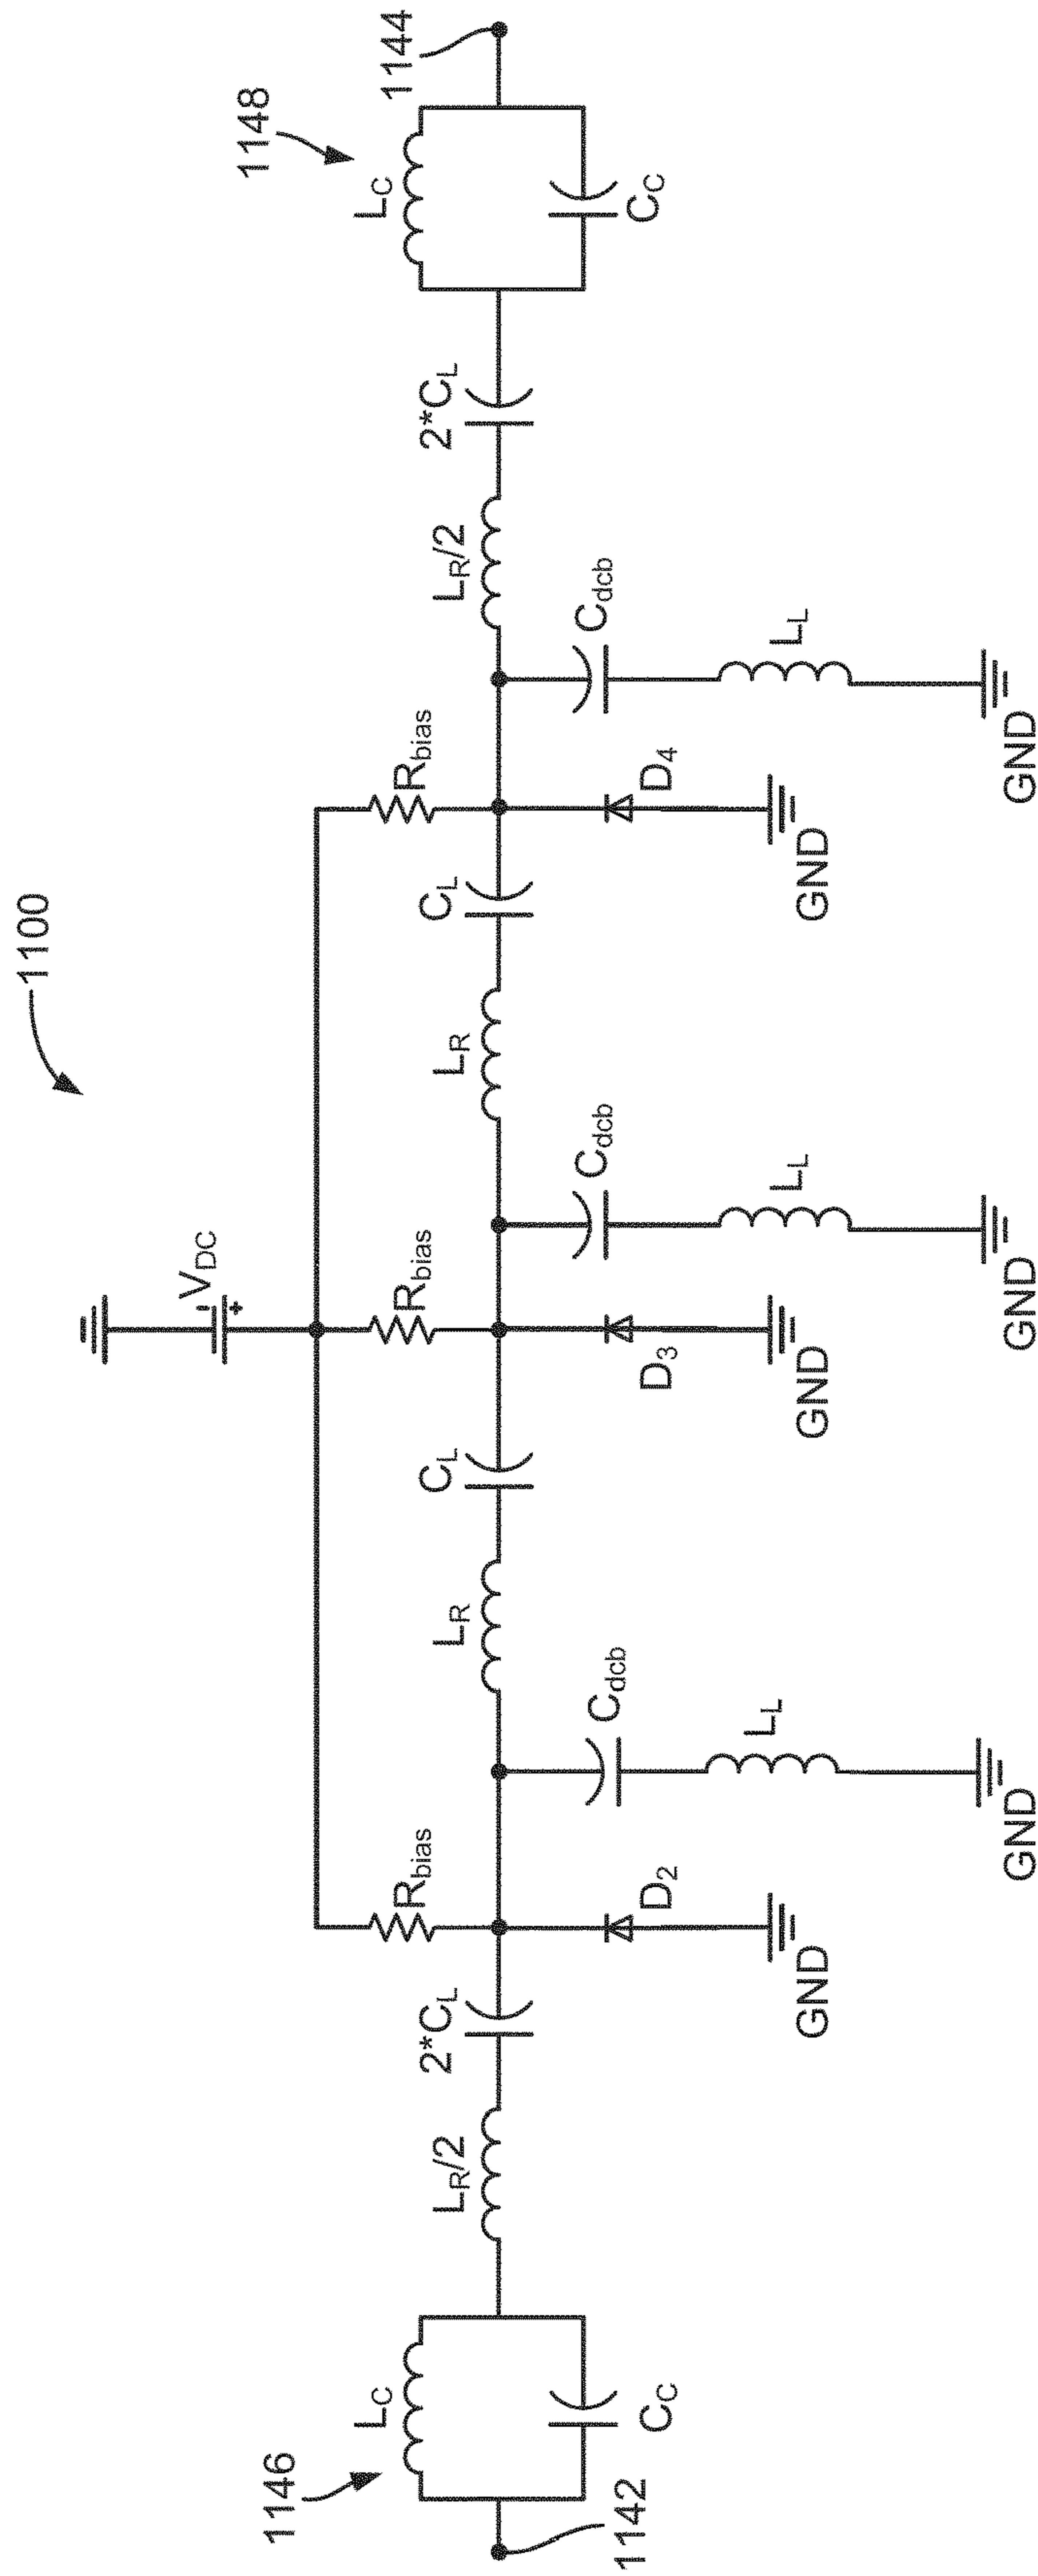 1100
1146
L_C
C_C
1142
L_R/2
2*C_L
R_bias
D_2
GND
C_dcb
L_L
GND
L_R
C_L
V_DC
-
+
R_bias
D_3
GND
C_dcb
L_L
GND
L_R
C_L
R_bias
D_4
GND
C_dcb
L_L
GND
L_R/2
2*C_L
1148
L_C
C_C
1144